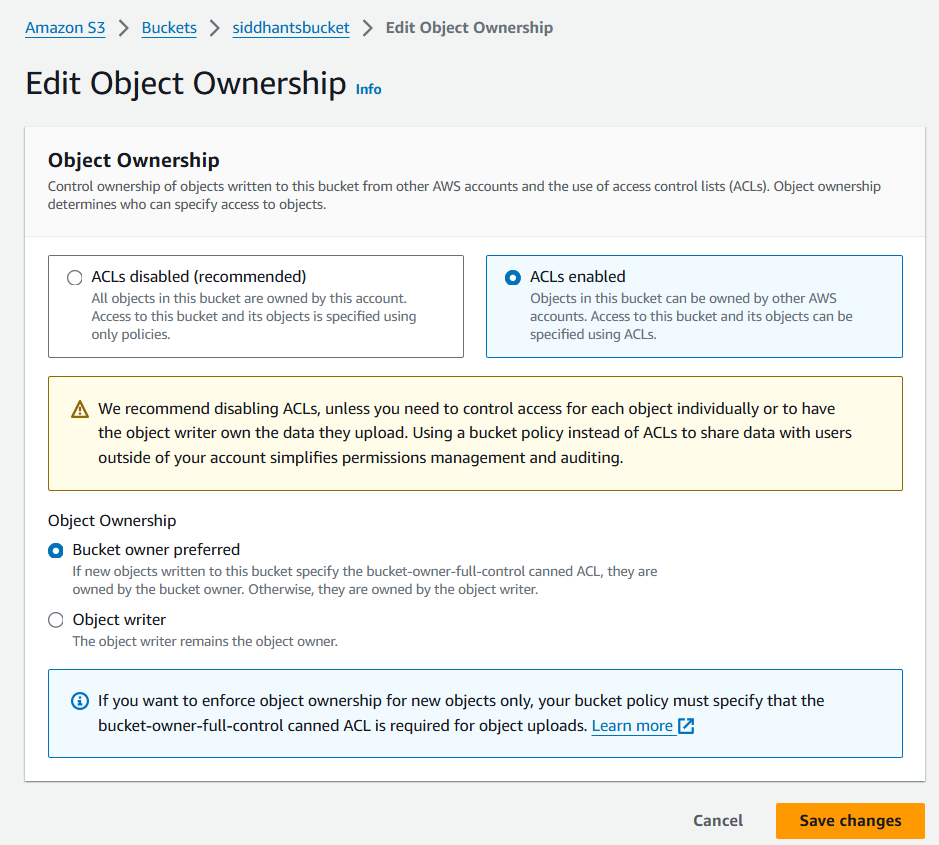 Amazon S3 > Buckets > siddhantsbucket > Edit Object Ownership
Edit Object Ownership Info
Object Ownership
Control ownership of objects written to this bucket from other AWS accounts and the use of access control lists (ACLs). Object ownership
determines who can specify access to objects.
ACLs disabled (recommended)
All objects in this bucket are owned by this account.
Access to this bucket and its objects is specified using
only policies.
ACLs enabled
Objects in this bucket can be owned by other AWS
accounts. Access to this bucket and its objects can be
specified using ACLs.
We recommend disabling ACLs, unless you need to control access for each object individually or to have
the object writer own the data they upload. Using a bucket policy instead of ACLs to share data with users
outside of your account simplifies permissions management and auditing.
Object Ownership
Bucket owner preferred
If new objects written to this bucket specify the bucket-owner-full-control canned ACL, they are
owned by the bucket owner. Otherwise, they are owned by the object writer.
Object writer
The object writer remains the object owner.
If you want to enforce object ownership for new objects only, your bucket policy must specify that the
bucket-owner-full-control canned ACL is required for object uploads. Learn more
Cancel
Save changes